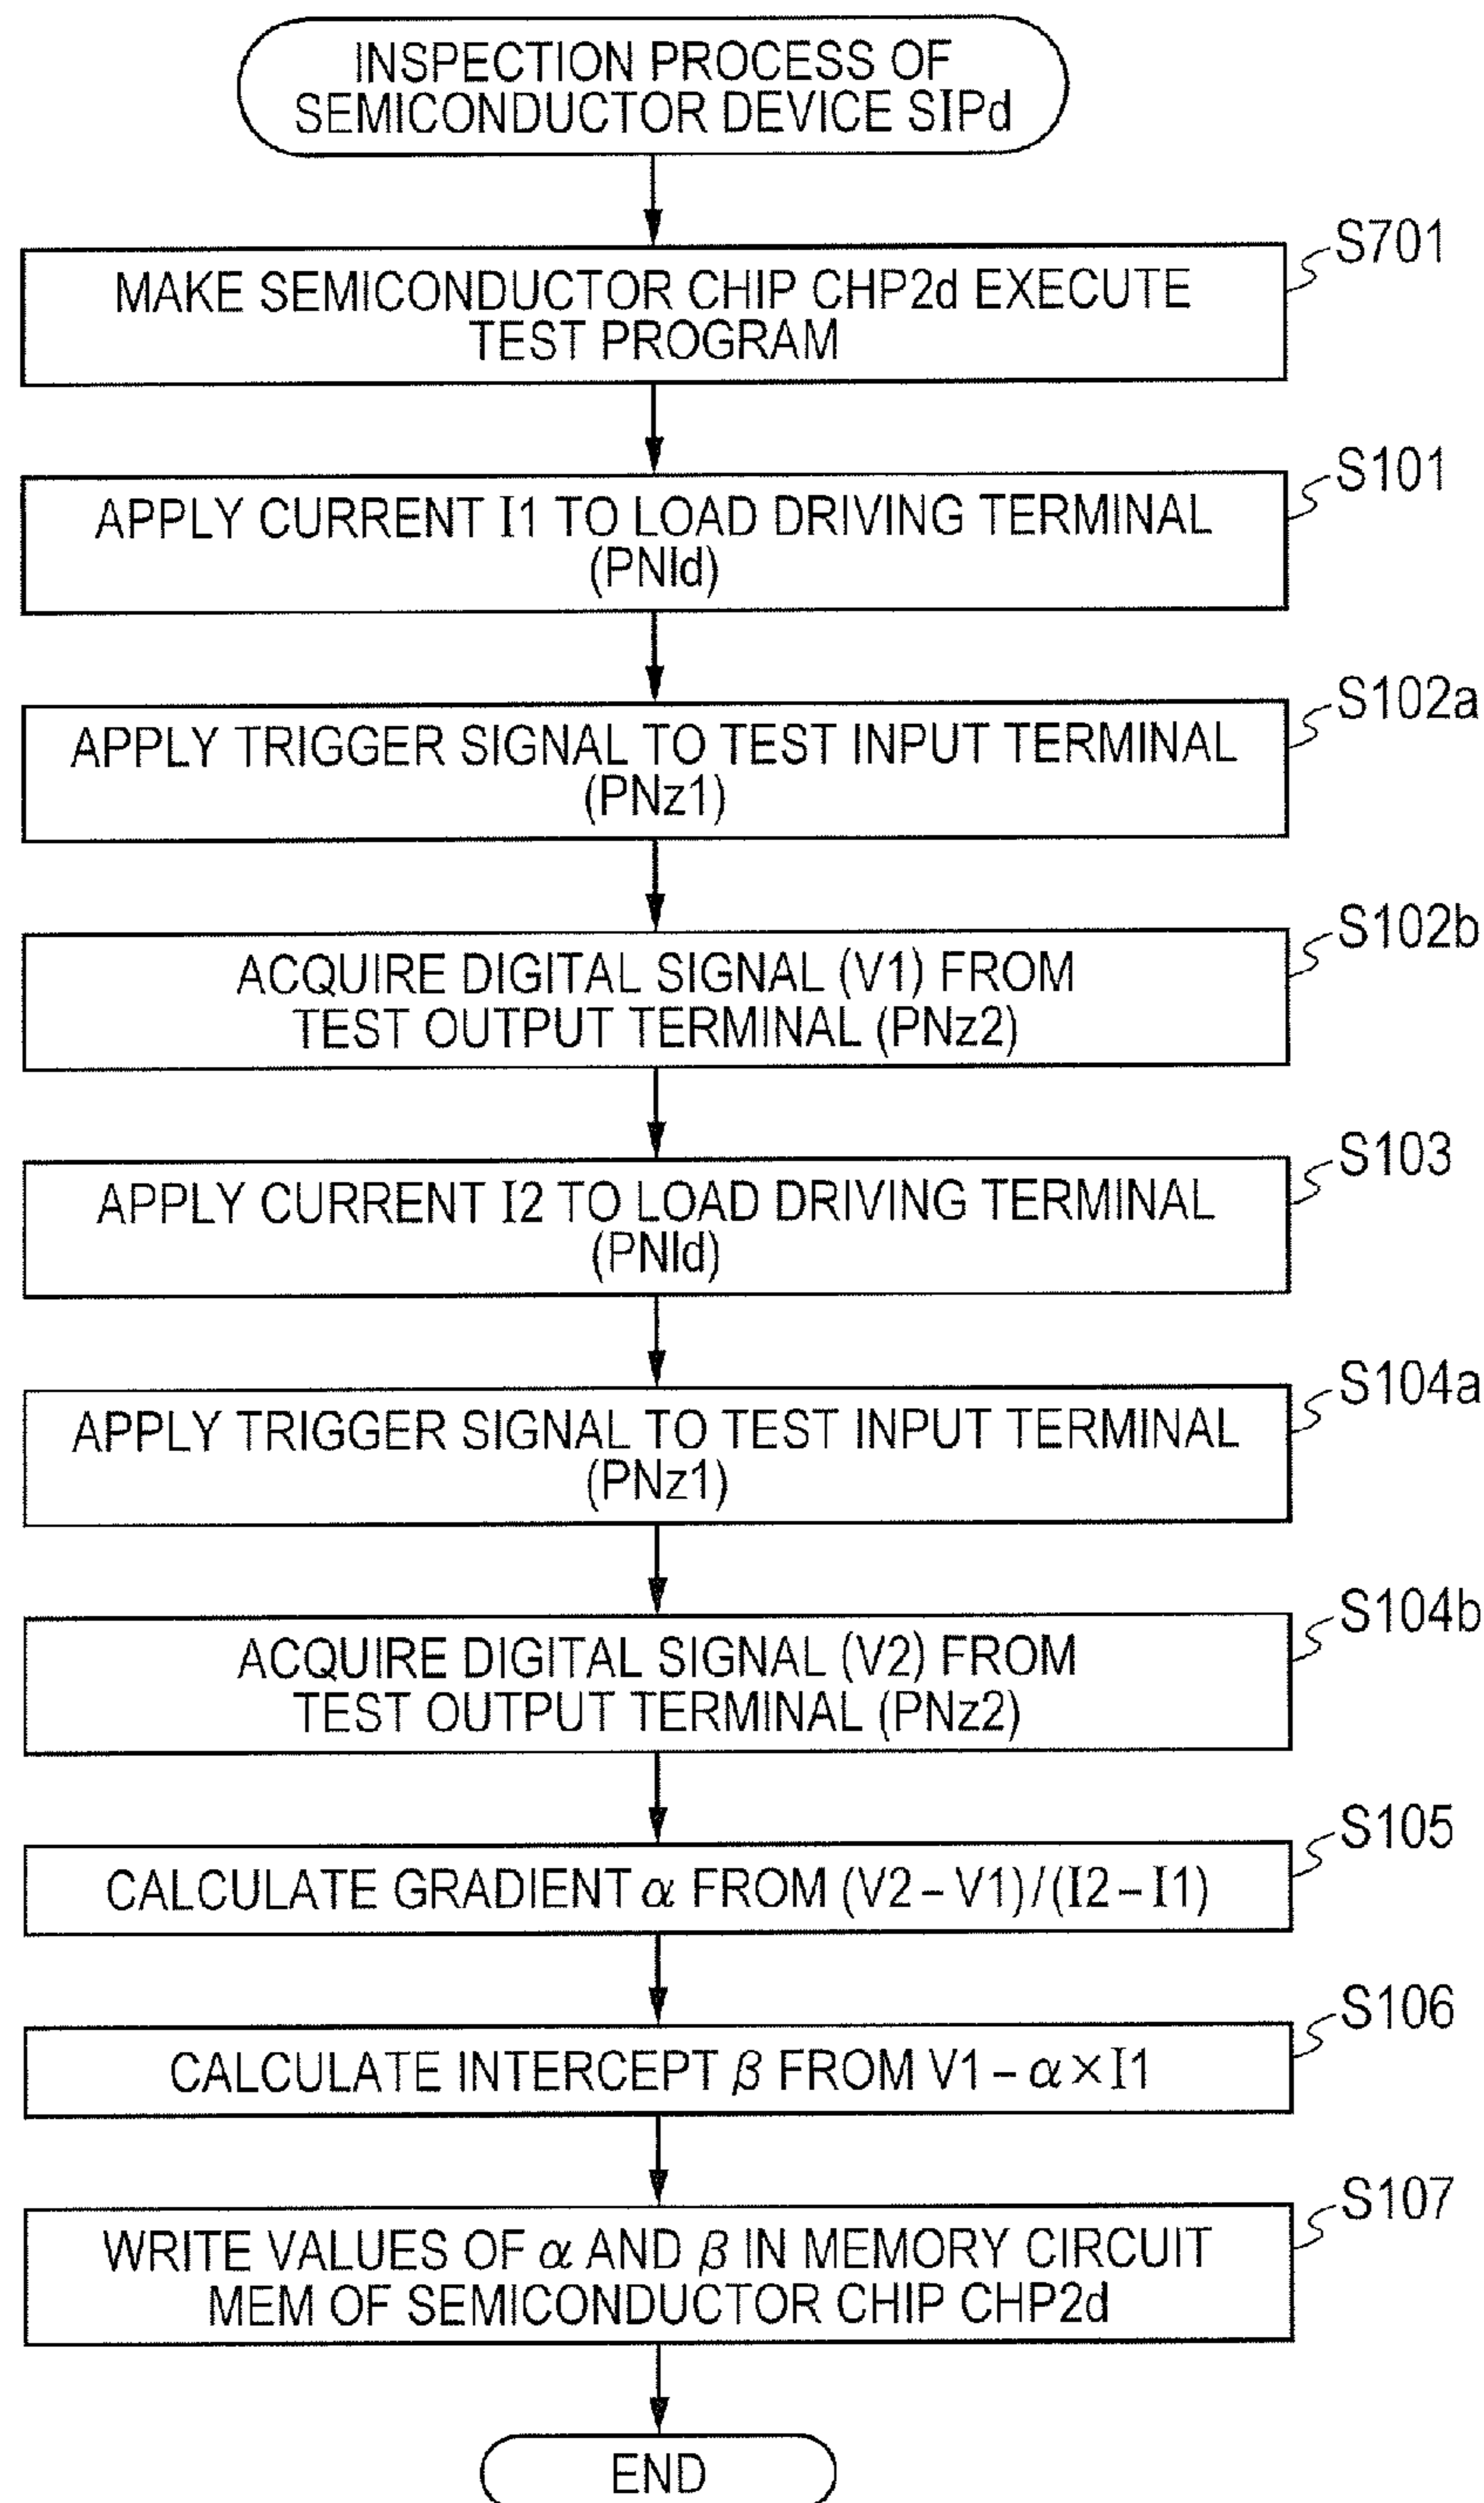 INSPECTION PROCESS OF
SEMICONDUCTOR DEVICE SIPd
S701
MAKE SEMICONDUCTOR CHIP CHP2d EXECUTE
TEST PROGRAM
S101
APPLY CURRENT I1 TO LOAD DRIVING TERMINAL
(PNld)
S102a
APPLY TRIGGER SIGNAL TO TEST INPUT TERMINAL
(PNz1)
S102b
ACQUIRE DIGITAL SIGNAL (V1) FROM
TEST OUTPUT TERMINAL (PNz2)
S103
APPLY CURRENT I2 TO LOAD DRIVING TERMINAL
(PNld)
S104a
APPLY TRIGGER SIGNAL TO TEST INPUT TERMINAL
(PNz1)
S104b
ACQUIRE DIGITAL SIGNAL (V2) FROM
TEST OUTPUT TERMINAL (PNz2)
S105
CALCULATE GRADIENT α FROM (V2 – V1)/(I2 – I1)
S106
CALCULATE INTERCEPT β FROM V1 – α×I1
S107
WRITE VALUES OF α AND β IN MEMORY CIRCUIT
MEM OF SEMICONDUCTOR CHIP CHP2d
END